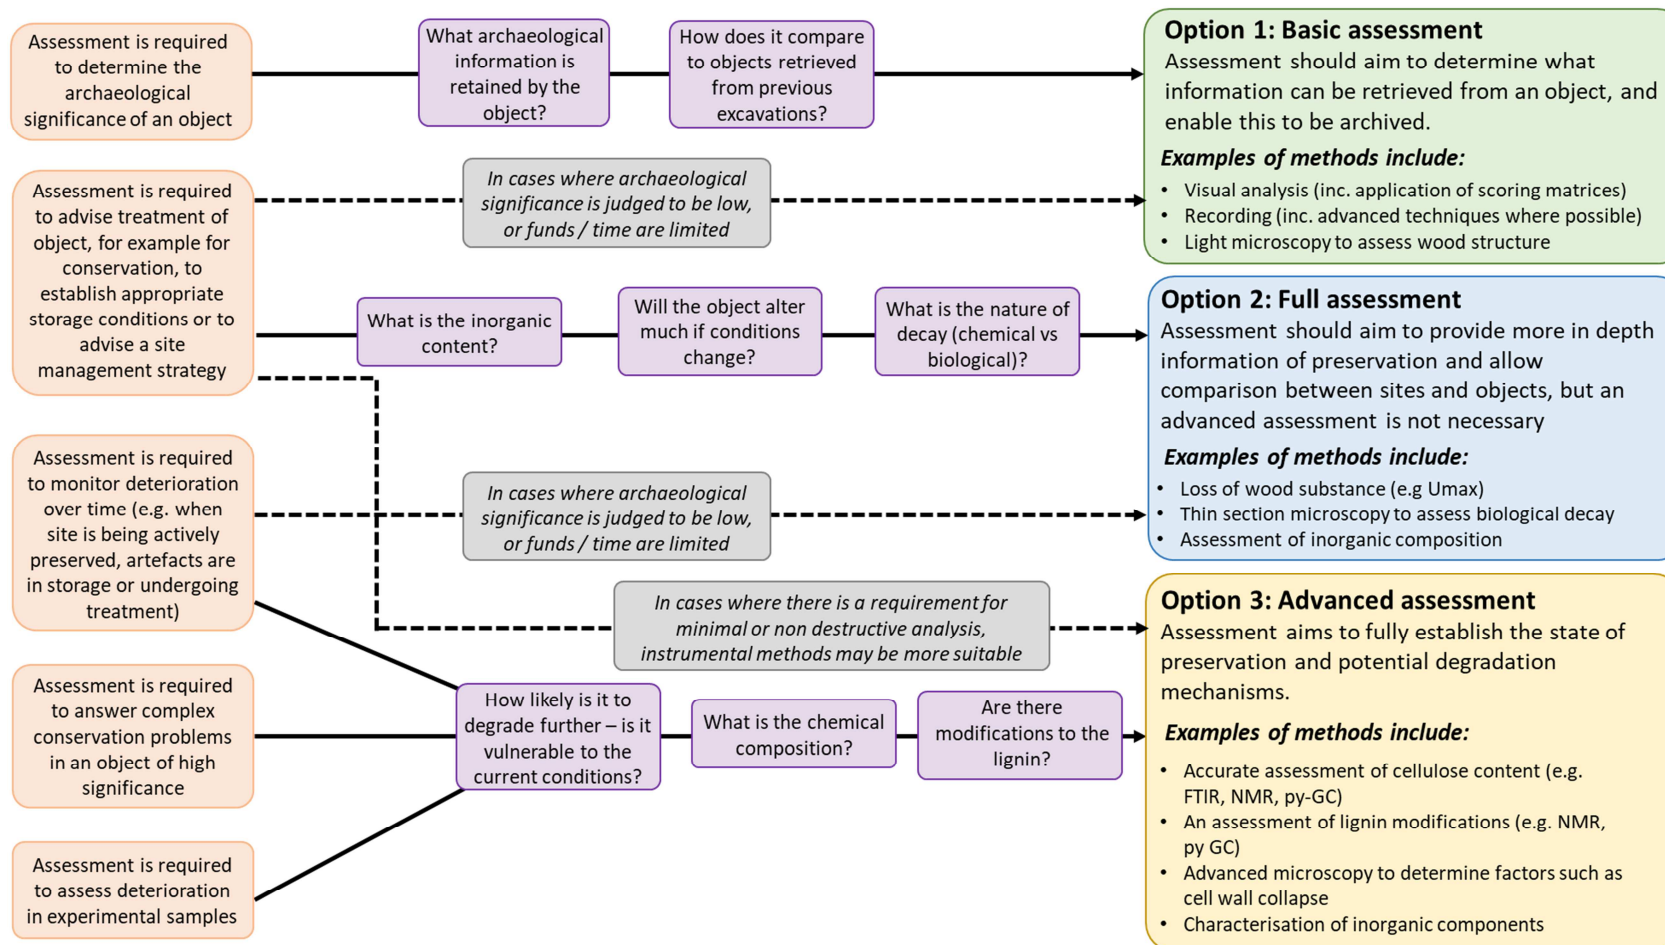 Assessment is required
to determine the
archaeological
significance of an object
What archaeological
information is
retained by the
object?
How does it compare
to objects retrieved
from previous
excavations?
Option 1: Basic assessment
Assessment should aim to determine what
information can be retrieved from an object, and
enable this to be archived.
Examples of methods include:
• Visual analysis (inc. application of scoring matrices)
• Recording (inc. advanced techniques where possible)
• Light microscopy to assess wood structure
Assessment is required
to advise treatment of
object, for example for
conservation, to
establish appropriate
storage conditions or to
advise a site
management strategy
In cases where archaeological
significance is judged to be low,
or funds / time are limited
What is the inorganic
content?
Will the object alter
much if conditions
change?
What is the nature of
decay (chemical vs
biological)?
Option 2: Full assessment
Assessment should aim to provide more in depth
information of preservation and allow
comparison between sites and objects, but an
advanced assessment is not necessary
Examples of methods include:
• Loss of wood substance (e.g Umax)
• Thin section microscopy to assess biological decay
• Assessment of inorganic composition
Assessment is required
to monitor deterioration
over time (e.g. when
site is being actively
preserved, artefacts are
in storage or undergoing
treatment)
In cases where archaeological
significance is judged to be low,
or funds / time are limited
In cases where there is a requirement for
minimal or non destructive analysis,
instrumental methods may be more suitable
Option 3: Advanced assessment
Assessment aims to fully establish the state of
preservation and potential degradation
mechanisms.
Examples of methods include:
• Accurate assessment of cellulose content (e.g.
FTIR, NMR, py-GC)
• An assessment of lignin modifications (e.g. NMR,
py GC)
• Advanced microscopy to determine factors such as
cell wall collapse
• Characterisation of inorganic components
Assessment is required
to answer complex
conservation problems
in an object of high
significance
How likely is it to
degrade further – is it
vulnerable to the
current conditions?
What is the chemical
composition?
Are there
modifications to the
lignin?
Assessment is required
to assess deterioration
in experimental samples